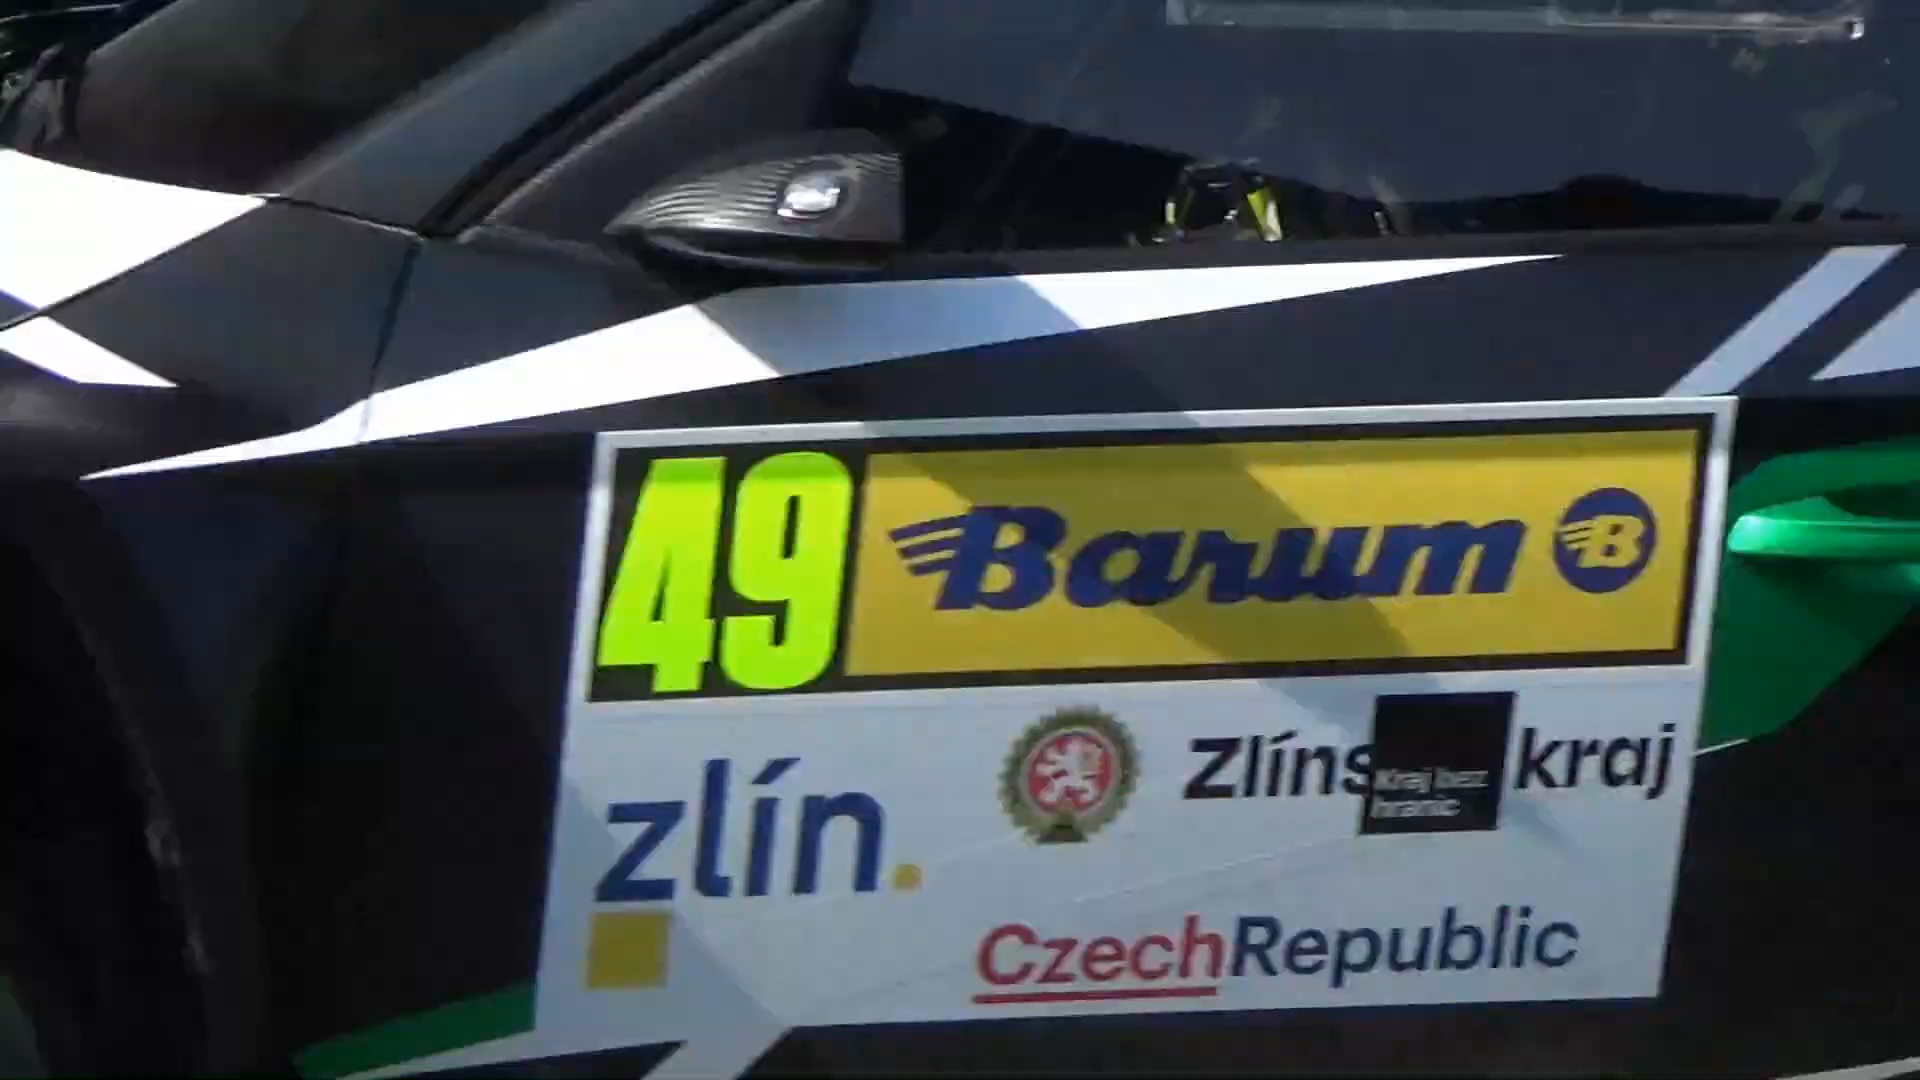 49 Barum B
zlín.
Zlíns kraj
Kraj bez
hranic
CzechRepublic